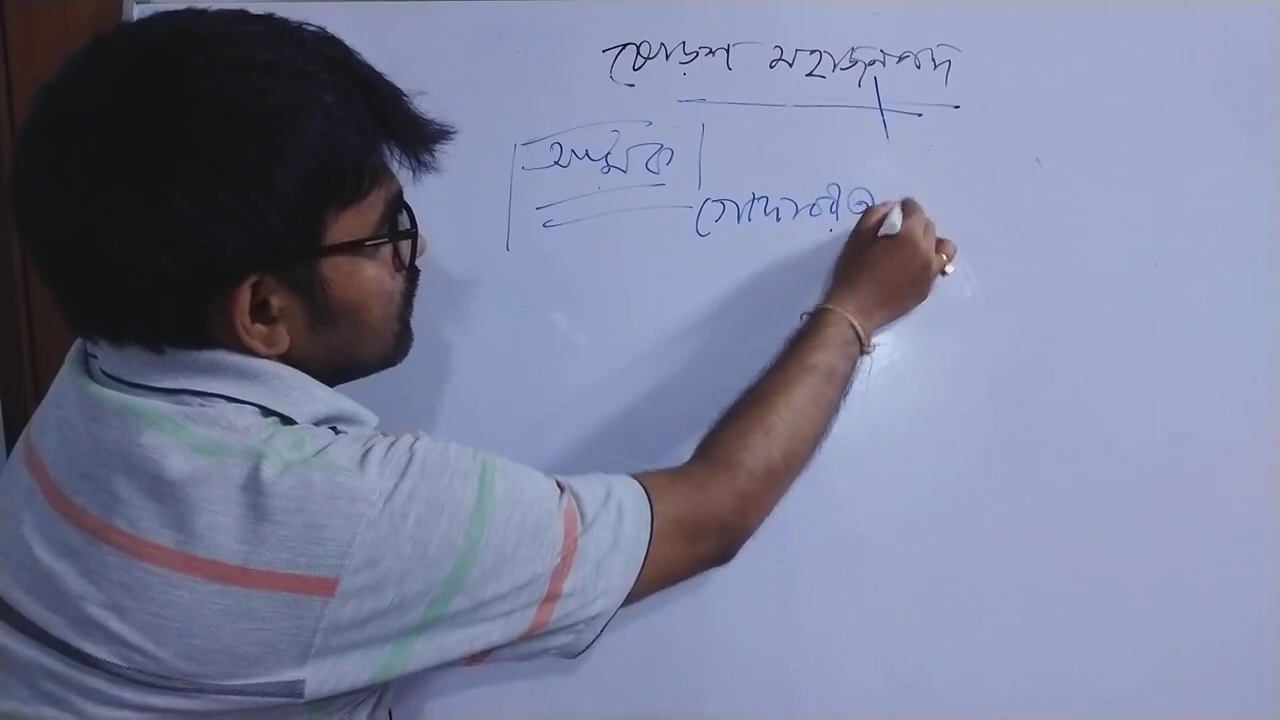 ষোড়শ মহাজনপদ
অস্মক
গোদাবরী